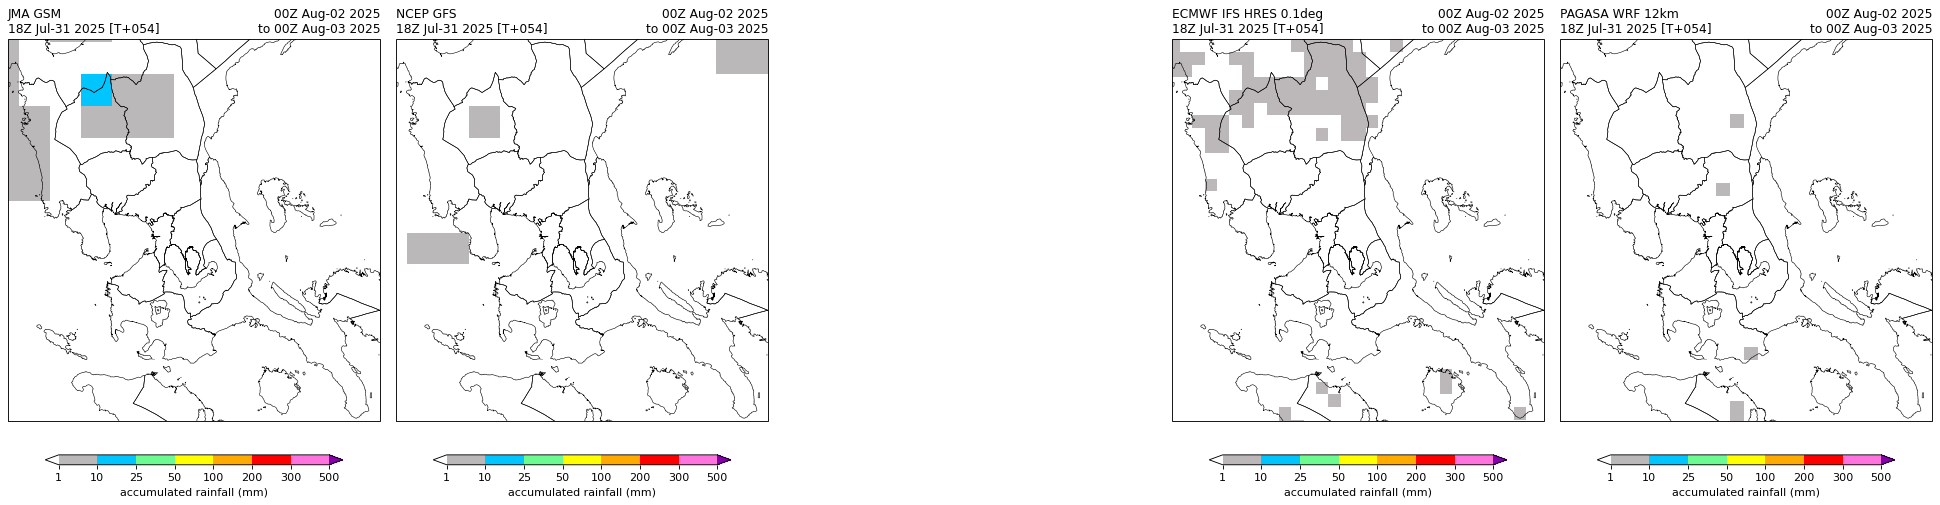 JMA GSM 00Z Aug-02 2025
18Z Jul-31 2025 [T+054] to 00Z Aug-03 2025
NCEP GFS 00Z Aug-02 2025
18Z Jul-31 2025 [T+054] to 00Z Aug-03 2025
ECMWF IFS HRES 0.1deg 00Z Aug-02 2025
18Z Jul-31 2025 [T+054] to 00Z Aug-03 2025
PAGASA WRF 12km 00Z Aug-02 2025
18Z Jul-31 2025 [T+054] to 00Z Aug-03 2025
1 10 25 50 100 200 300 500
accumulated rainfall (mm)
1 10 25 50 100 200 300 500
accumulated rainfall (mm)
1 10 25 50 100 200 300 500
accumulated rainfall (mm)
1 10 25 50 100 200 300 500
accumulated rainfall (mm)